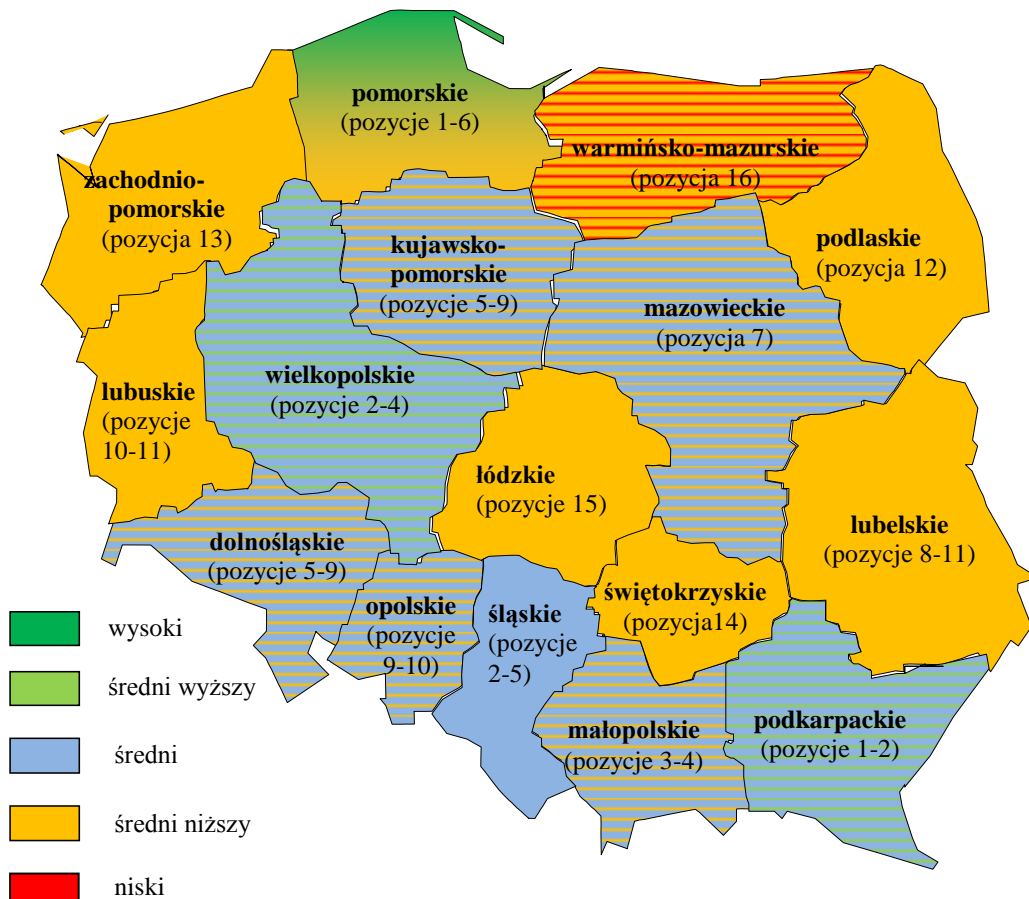 pomorskie
(pozycje 1-6)
warmińsko-mazurskie
(pozycja 16)
zachodnio-
pomorskie
(pozycja 13)
kujawsko-
pomorskie
(pozycje 5-9)
podlaskie
(pozycja 12)
mazowieckie
(pozycja 7)
lubuskie
(pozycje
10-11)
wielkopolskie
(pozycje 2-4)
łódzkie
(pozycje 15)
lubelskie
(pozycje 8-11)
dolnośląskie
(pozycje 5-9)
opolskie
(pozycje
9-10)
śląskie
(pozycje
2-5)
świętokrzyskie
(pozycja14)
małopolskie
(pozycje 3-4)
podkarpackie
(pozycje 1-2)
wysoki
średni wyższy
średni
średni niższy
niski